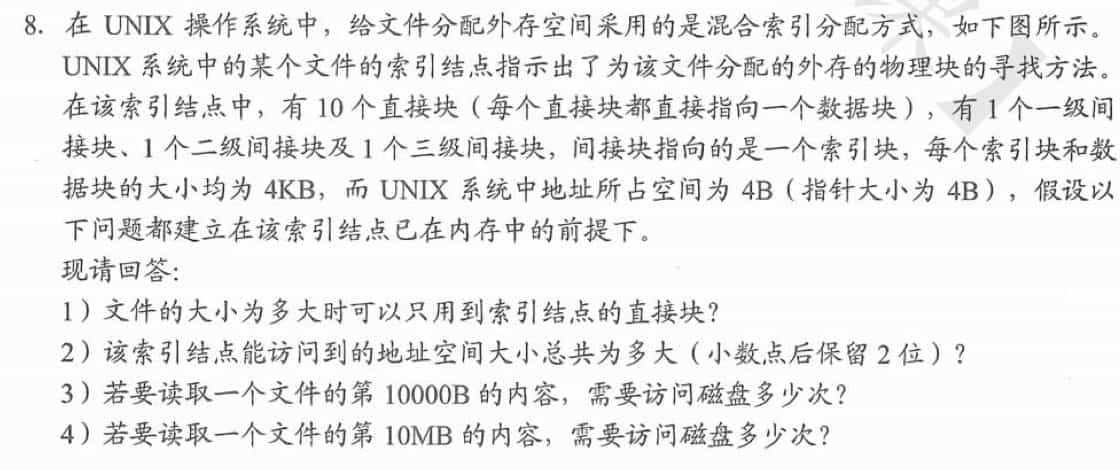 8. 在 UNIX 操作系统中，给文件分配外存空间采用的是混合索引分配方式，如下图所示。
UNIX 系统中的某个文件的索引结点指示出了为该文件分配的外存的物理块的寻找方法。
在该索引结点中，有 10 个直接块（每个直接块都直接指向一个数据块），有 1 个一级间
接块、1 个二级间接块及 1 个三级间接块，间接块指向的是一个索引块，每个索引块和数
据块的大小均为 4KB，而 UNIX 系统中地址所占空间为 4B（指针大小为 4B），假设以
下问题都建立在该索引结点已在内存中的前提下。
现请回答：
1）文件的大小为多大时可以只用到索引结点的直接块？
2）该索引结点能访问到的地址空间大小总共为多大（小数点后保留 2 位）？
3）若要读取一个文件的第 10000B 的内容，需要访问磁盘多少次？
4）若要读取一个文件的第 10MB 的内容，需要访问磁盘多少次？